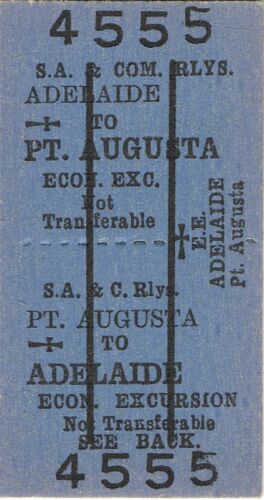 4555
S.A. & COM. RLYS.
ADELAIDE
TO
PT. AUGUSTA
ECON. EXC.
Not
Transferable
E.E.
ADELAIDE
Pt. Augusta
S.A. & C. Rlys.
PT. AUGUSTA
TO
ADELAIDE
ECON. EXCURSION
Not Transferable
SEE BACK.
4555